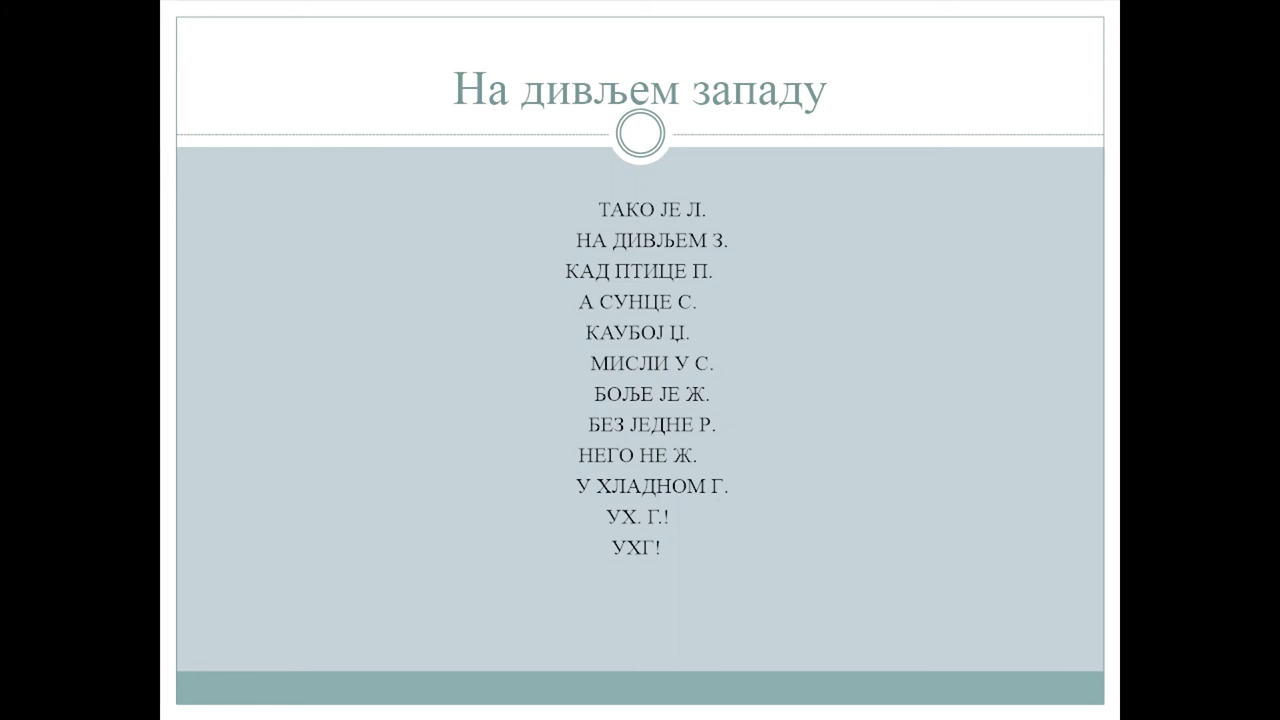 На дивљем западу
ТАКО ЈЕ Л.
НА ДИВЉЕМ З.
КАД ПТИЦЕ П.
А СУНЦЕ С.
КАУБОЈ Џ.
МИСЛИ У С.
БОЉЕ ЈЕ Ж.
БЕЗ ЈЕДНЕ Р.
НЕГО НЕ Ж.
У ХЛАДНОМ Г.
УХ. Г.!
УХГ!